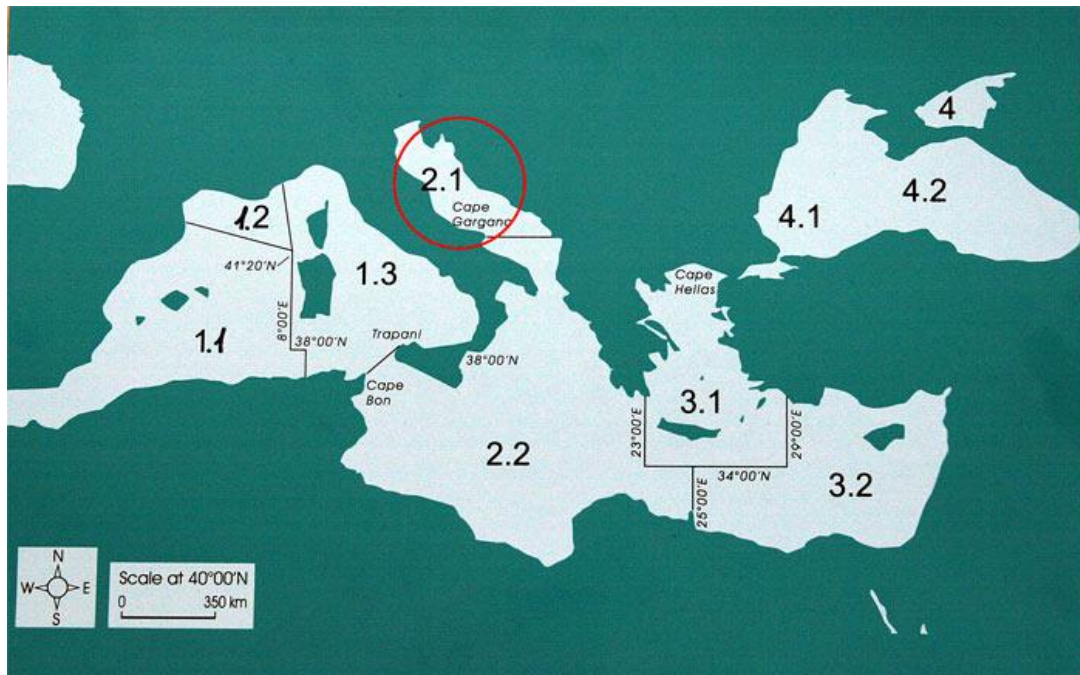 4
2.1
4.2
Cape
Gargano
1.2
4.1
41°20'N
1.3
Cape
Hellas
8°00'E
1.1
38°00'N
Trapani
38°00'N
Cape
Bon
3.1
23°00'E
29°00'E
2.2
34°00'N
3.2
25°00'E
N
W
E
S
Scale at 40°00'N
0 350 km